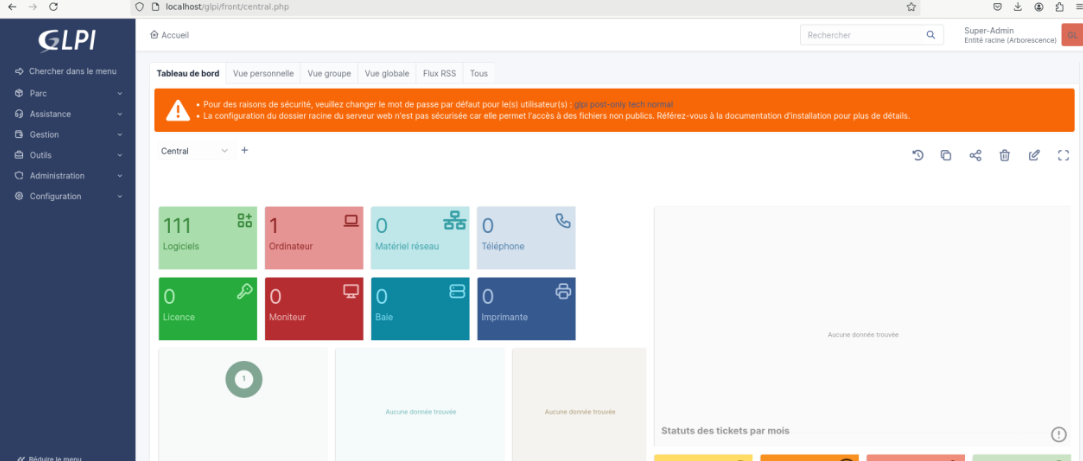 localhost/glpi/front/central.php
GLPI
Accueil
Rechercher
Super-Admin
Entité racine (Arborescence)
GL
Chercher dans le menu
Parc
Assistance
Gestion
Outils
Administration
Configuration
Réduire le menu
Tableau de bord Vue personnelle Vue groupe Vue globale Flux RSS Tous
• Pour des raisons de sécurité, veuillez changer le mot de passe par défaut pour le(s) utilisateur(s) : glpi post-only tech normal
• La configuration du dossier racine du serveur web n'est pas sécurisée car elle permet l'accès à des fichiers non publics. Référez-vous à la documentation d'installation pour plus de détails.
Central
111
Logiciels
1
Ordinateur
0
Matériel réseau
0
Téléphone
0
Licence
0
Moniteur
0
Baie
0
Imprimante
1
Aucune donnée trouvée
Aucune donnée trouvée
Aucune donnée trouvée
Statuts des tickets par mois